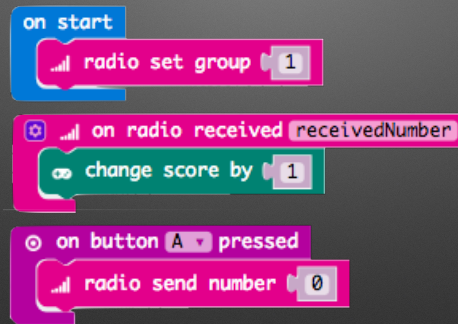 on start
radio set group 1
on radio received receivedNumber
change score by 1
on button A pressed
radio send number 0